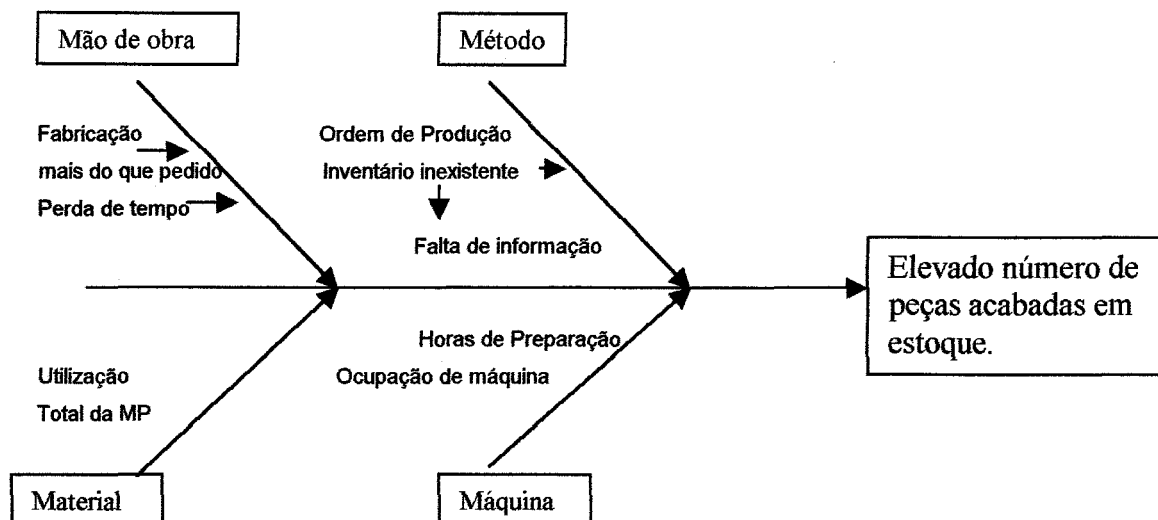 Mão de obra
Método
Fabricação
mais do que pedido
Perda de tempo
Ordem de Produção
Inventário inexistente
Falta de informação
Elevado número de
peças acabadas em
estoque.
Horas de Preparação
Ocupação de máquina
Utilização
Total da MP
Material
Máquina